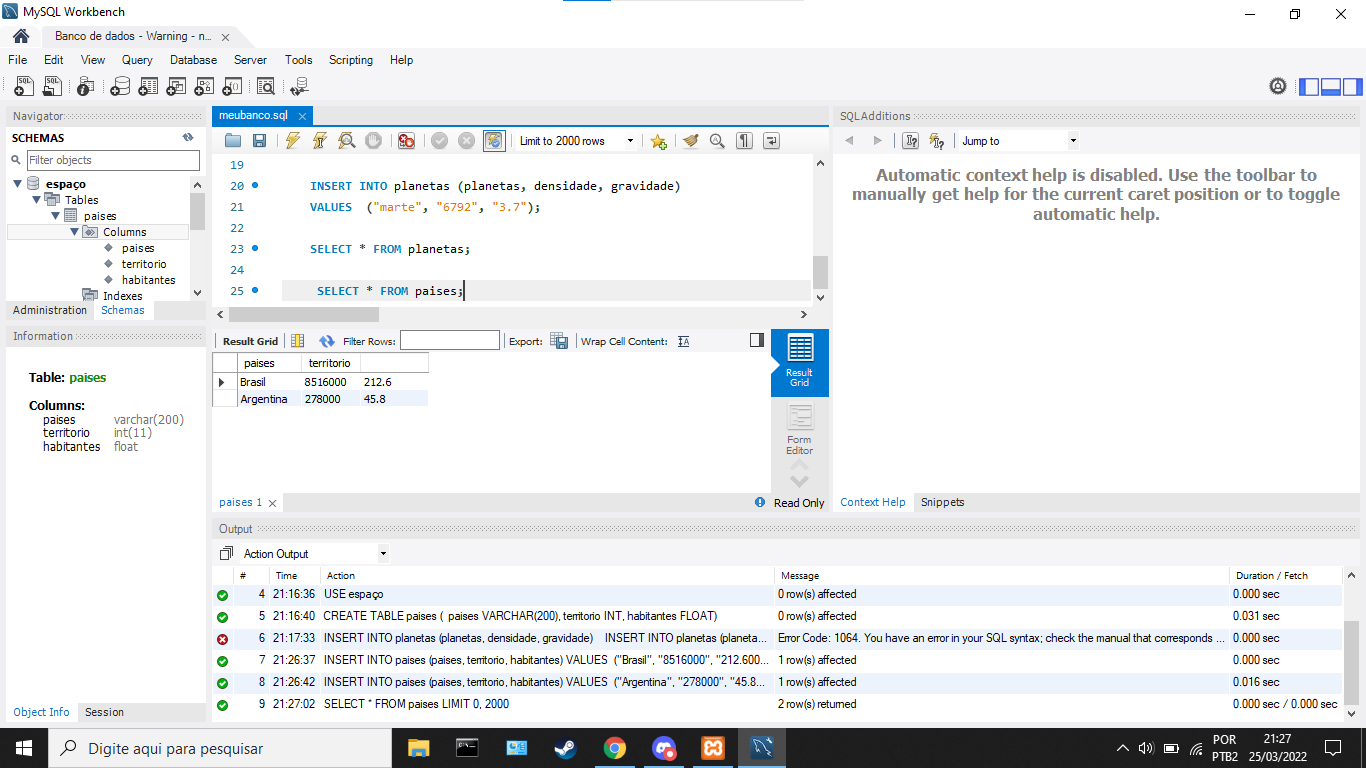 MySQL Workbench
Banco de dados - Warning - n...
File Edit View Query Database Server Tools Scripting Help
Navigator
SCHEMAS
Filter objects
espaço
Tables
paises
Columns
paises
territorio
habitantes
Indexes
Administration Schemas
Information
Table: paises
Columns:
paises varchar(200)
territorio int(11)
habitantes float
Object Info Session
meubanco.sql
Limit to 2000 rows
19
20 INSERT INTO planetas (planetas, densidade, gravidade)
21 VALUES ("marte", "6792", "3.7");
22
23 SELECT * FROM planetas;
24
25 SELECT * FROM paises;
Result Grid Filter Rows: Export: Wrap Cell Content:
paises territorio
Brasil 8516000 212.6
Argentina 278000 45.8
Result Grid
Form Editor
paises 1
Read Only
SQLAdditions
Jump to
Automatic context help is disabled. Use the toolbar to
manually get help for the current caret position or to toggle
automatic help.
Context Help Snippets
Output
Action Output
# Time Action Message Duration / Fetch
4 21:16:36 USE espaço 0 row(s) affected 0.000 sec
5 21:16:40 CREATE TABLE paises ( paises VARCHAR(200), territorio INT, habitantes FLOAT) 0 row(s) affected 0.031 sec
6 21:17:33 INSERT INTO planetas (planetas, densidade, gravidade) INSERT INTO planetas (planeta... Error Code: 1064. You have an error in your SQL syntax; check the manual that corresponds ... 0.000 sec
7 21:26:37 INSERT INTO paises (paises, territorio, habitantes) VALUES ("Brasil", "8516000", "212.600... 1 row(s) affected 0.000 sec
8 21:26:42 INSERT INTO paises (paises, territorio, habitantes) VALUES ("Argentina", "278000", "45.8... 1 row(s) affected 0.016 sec
9 21:27:02 SELECT * FROM paises LIMIT 0, 2000 2 row(s) returned 0.000 sec / 0.000 sec
Digite aqui para pesquisar
POR
PTB2
21:27
25/03/2022